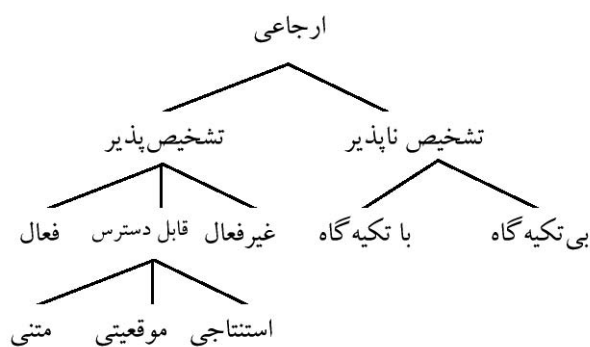 ارجاعی
تشخیص ناپذیر تشخیص‌پذیر
بی‌تکیه‌گاه با تکیه‌گاه غیرفعال قابل دسترس فعال
استنتاجی موقعیتی متنی